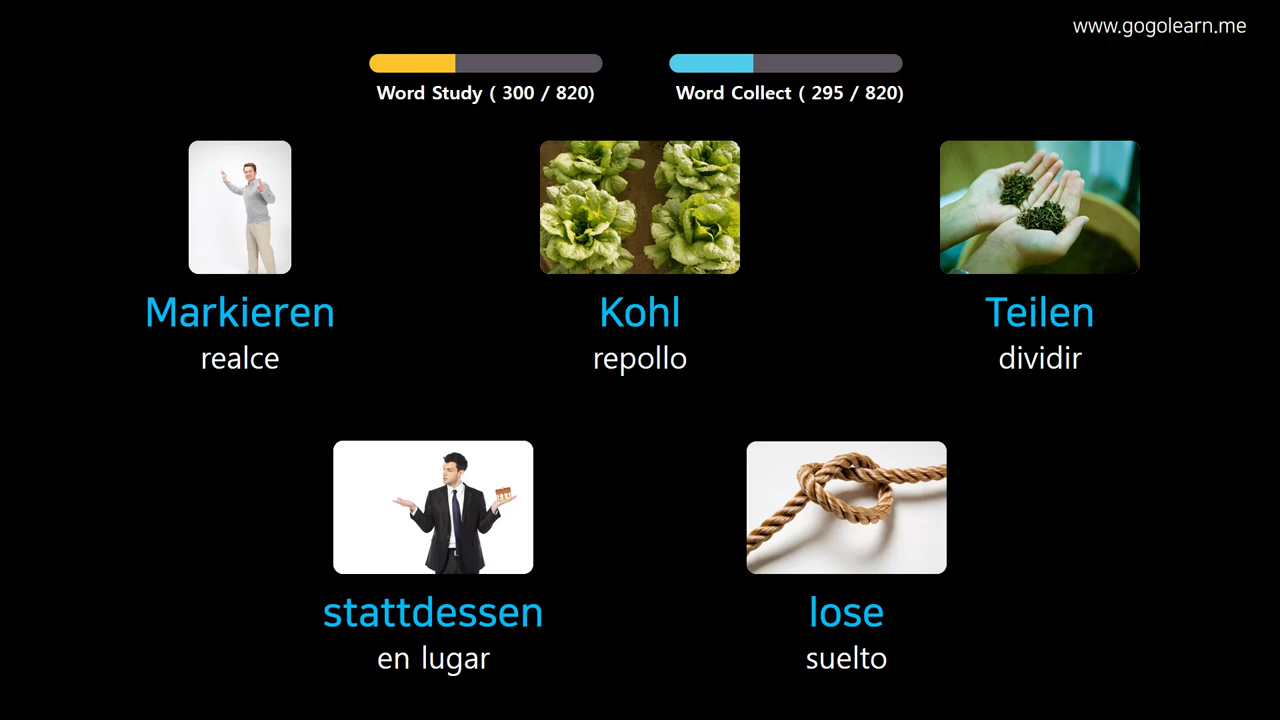 www.gogolearn.me
Word Study ( 300 / 820)
Word Collect ( 295 / 820)
Markieren
realce
Kohl
repollo
Teilen
dividir
stattdessen
en lugar
lose
suelto